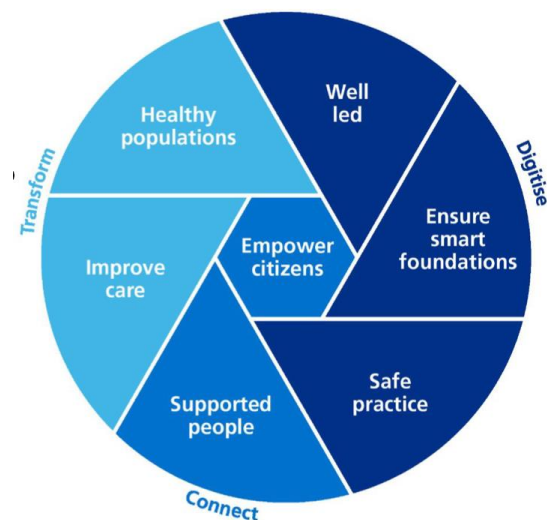 Well
led
Digitise
Ensure
smart
foundations
Safe
practice
Supported
people
Connect
Improve
care
Transform
Healthy
populations
Empower
citizens